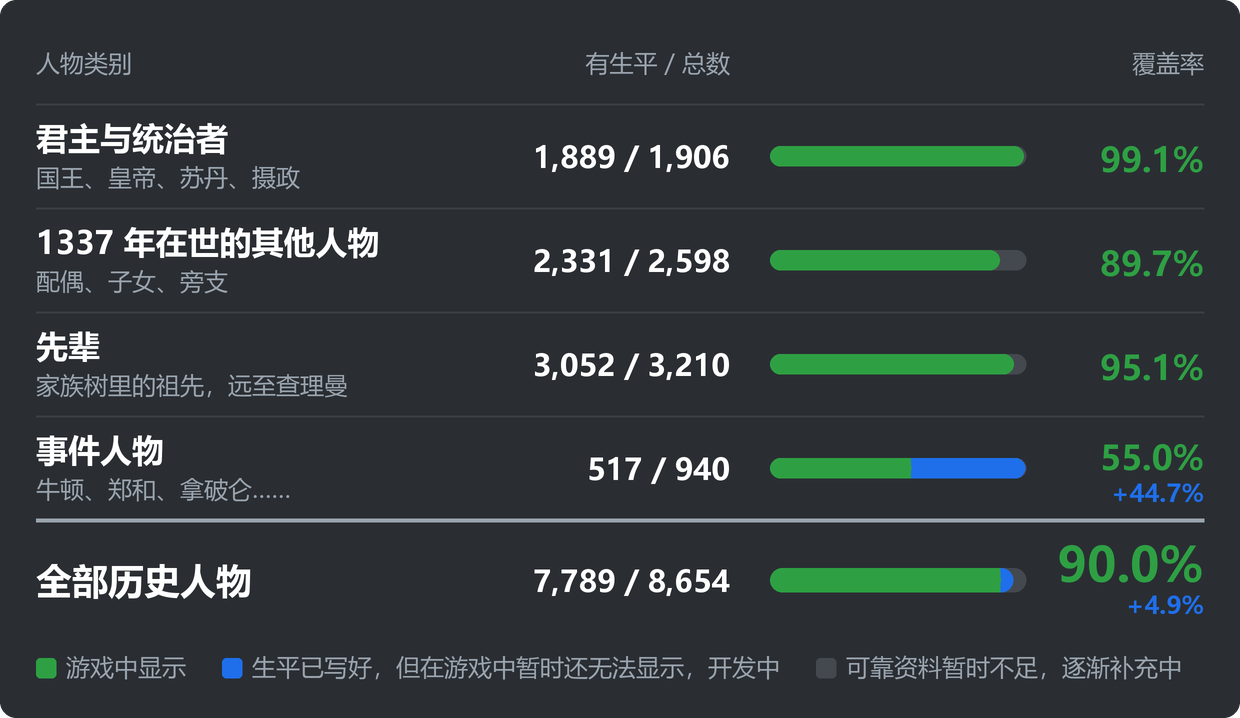 人物类别 有生平 / 总数 覆盖率
君主与统治者
国王、皇帝、苏丹、摄政
1,889 / 1,906 99.1%
1337 年在世的其他人物
配偶、子女、旁支
2,331 / 2,598 89.7%
先辈
家族树里的祖先，远至查理曼
3,052 / 3,210 95.1%
事件人物
牛顿、郑和、拿破仑……
517 / 940 55.0%
+44.7%
全部历史人物 7,789 / 8,654 90.0%
+4.9%
游戏中显示 生平已写好，但在游戏中暂时还无法显示，开发中 可靠资料暂时不足，逐渐补充中